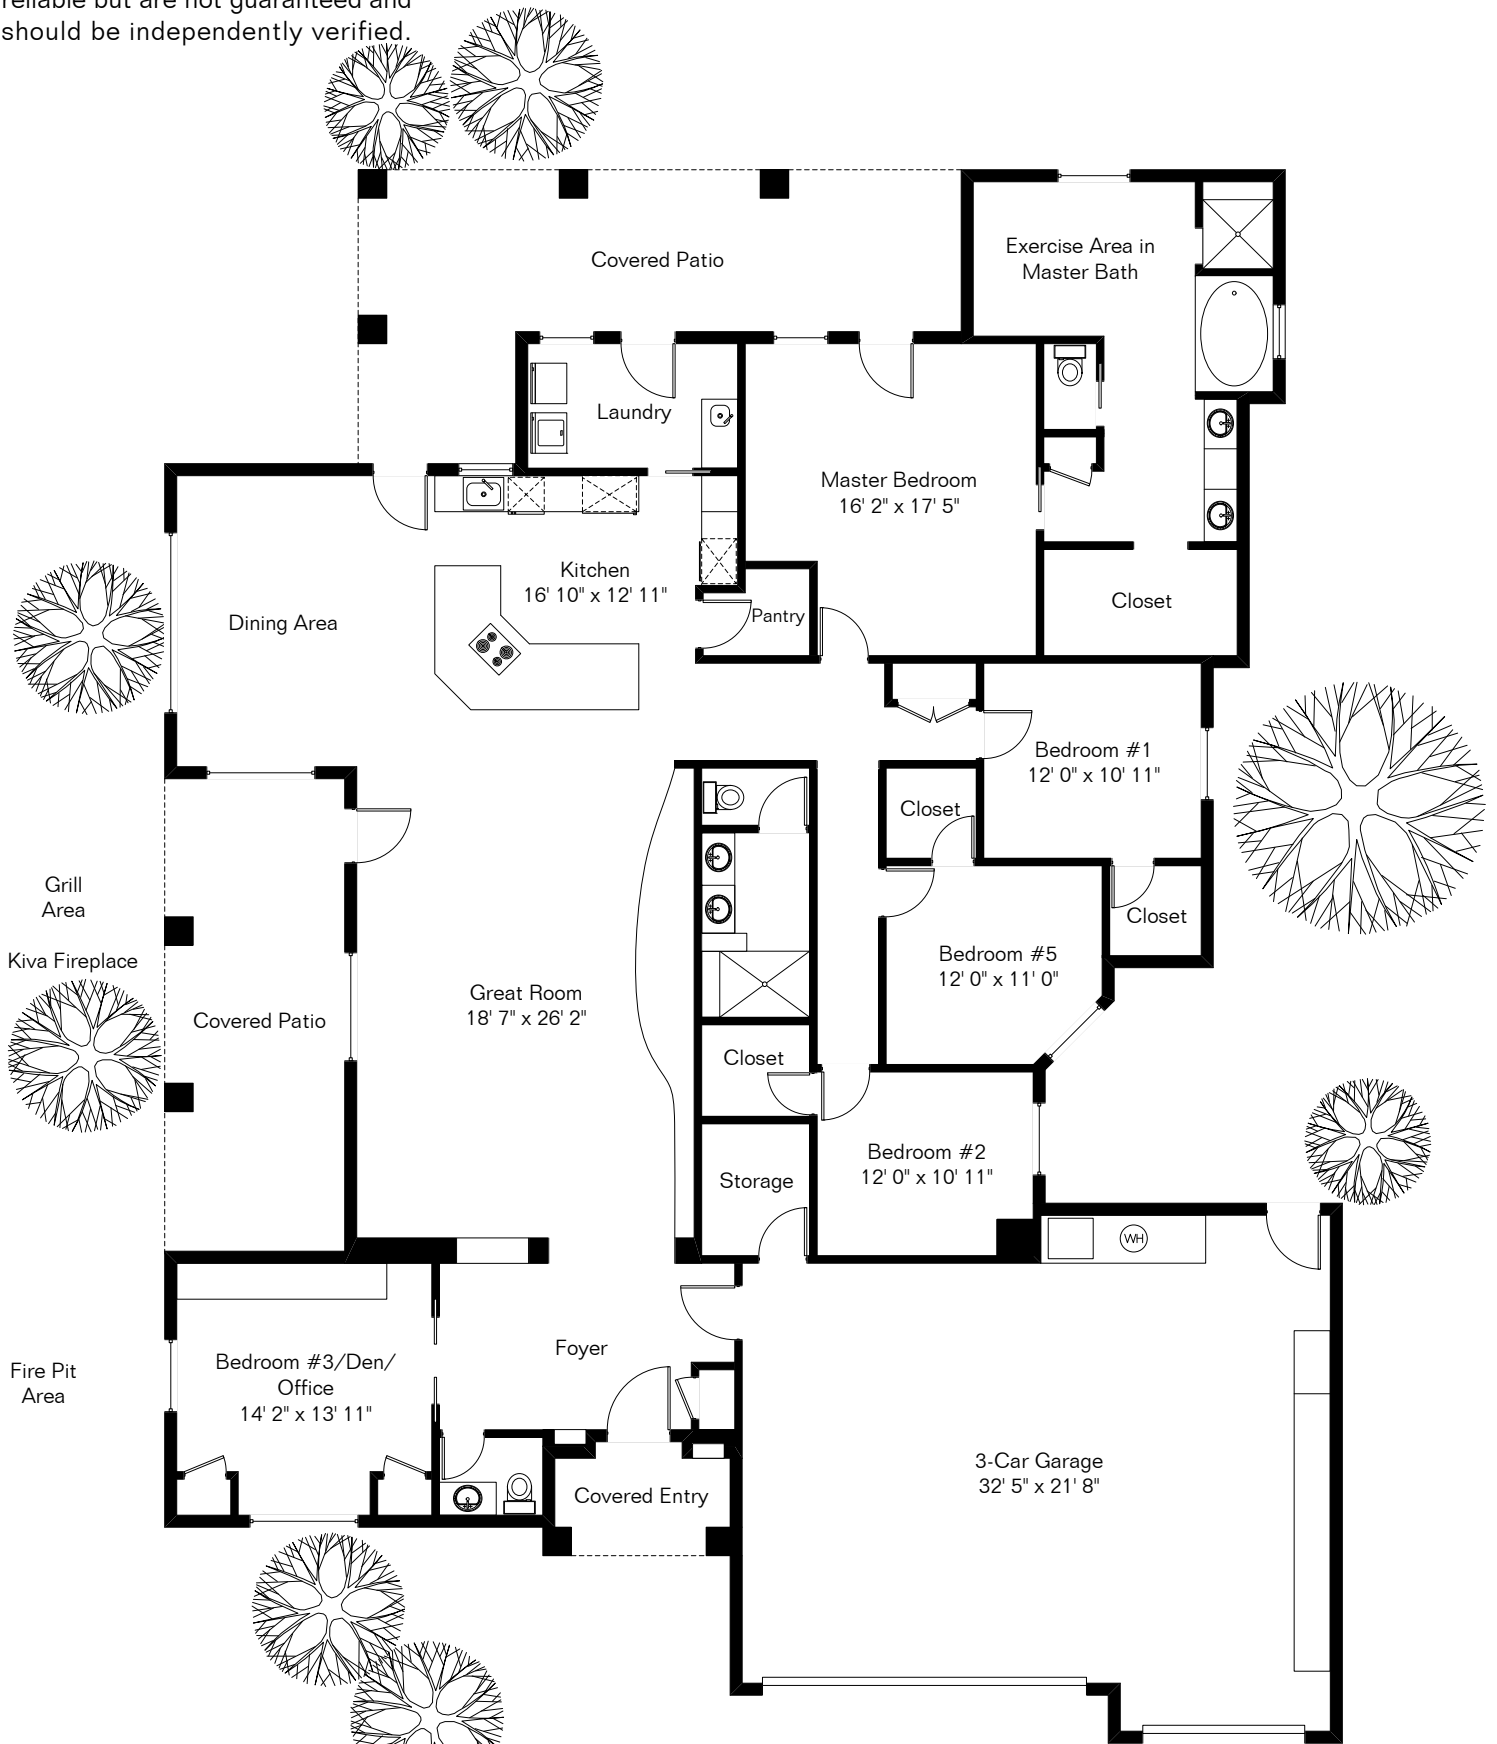 reliable but are not guaranteed and
should be independently verified.
Covered Patio
Exercise Area in
Master Bath
Laundry
Master Bedroom
16' 2" x 17' 5"
Kitchen
16' 10" x 12' 11"
Dining Area
Pantry
Closet
Bedroom #1
12' 0" x 10' 11"
Closet
Grill
Area
Closet
Kiva Fireplace
Bedroom #5
12' 0" x 11' 0"
Great Room
18' 7" x 26' 2"
Covered Patio
Closet
Bedroom #2
12' 0" x 10' 11"
Storage
WH
Foyer
Bedroom #3/Den/
Office
14' 2" x 13' 11"
Fire Pit
Area
3-Car Garage
32' 5" x 21' 8"
Covered Entry